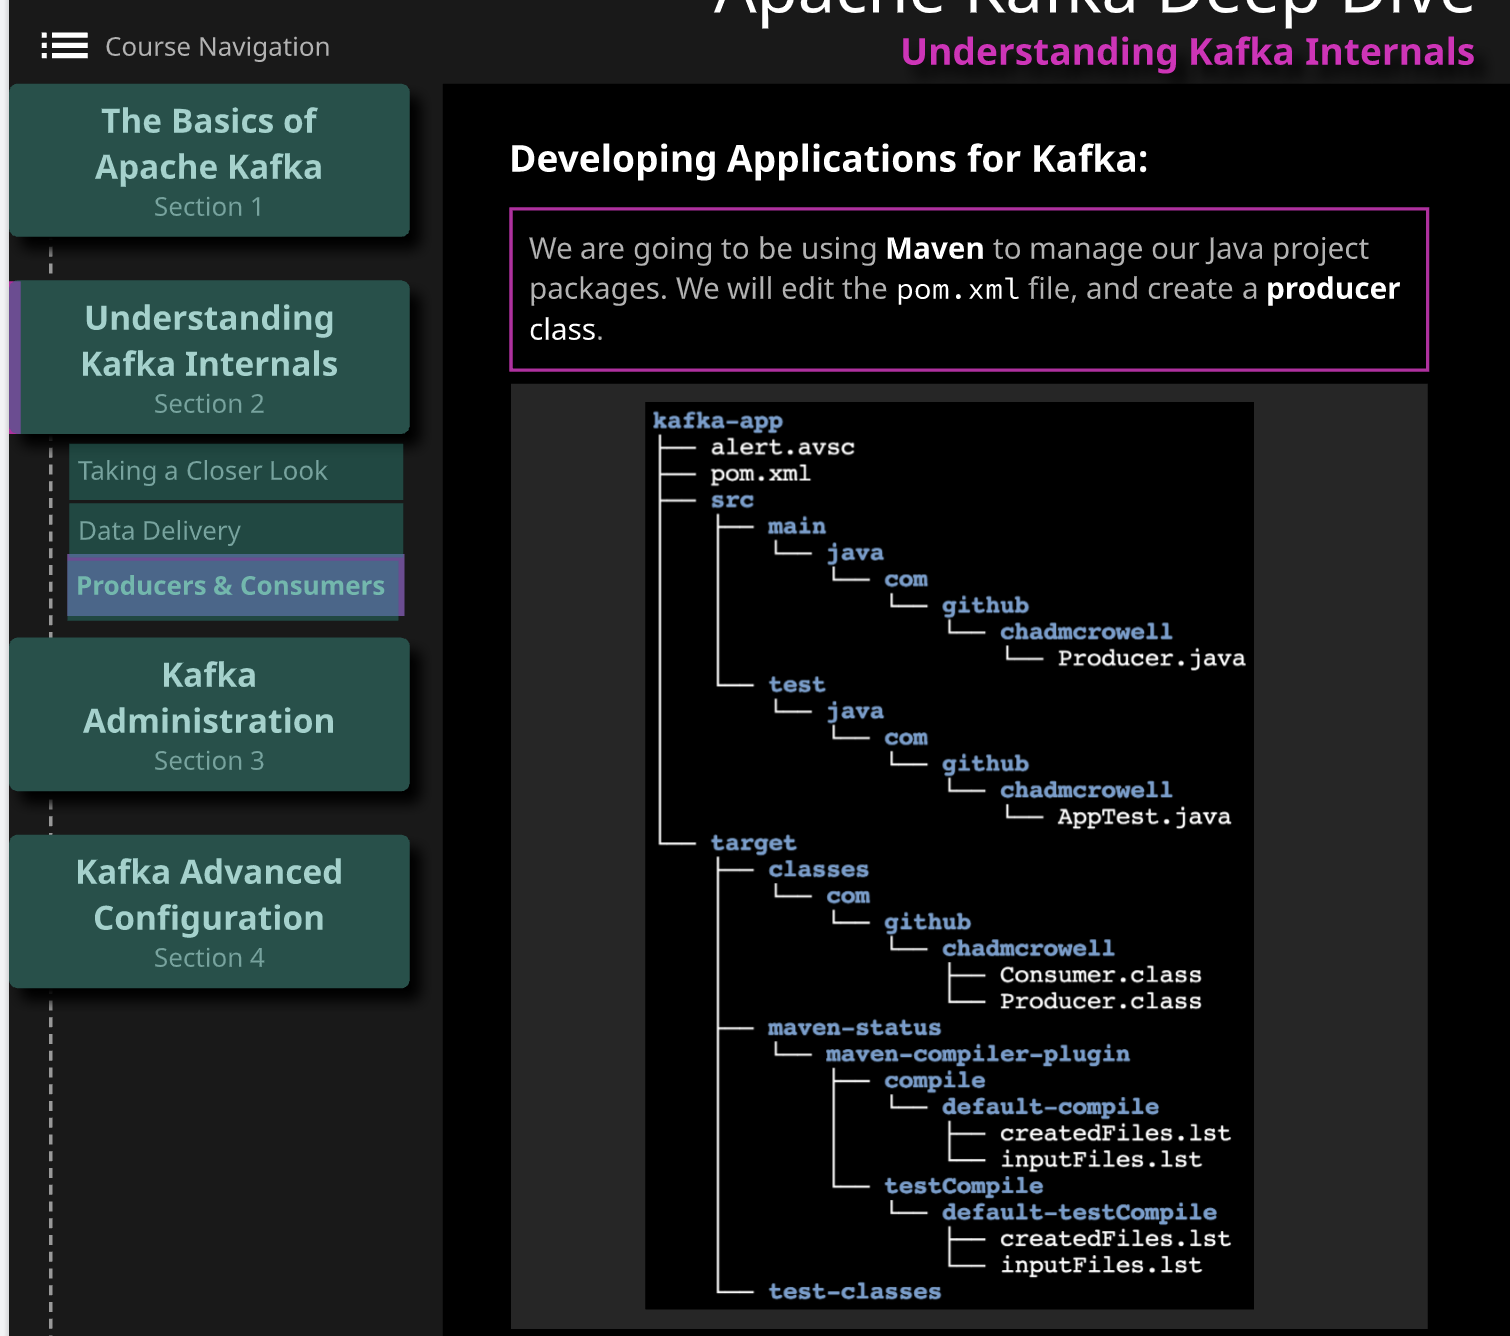 Apache Kafka Deep Dive
Course Navigation
Understanding Kafka Internals
The Basics of
Apache Kafka
Section 1
Understanding
Kafka Internals
Section 2
Taking a Closer Look
Data Delivery
Producers & Consumers
Kafka
Administration
Section 3
Kafka Advanced
Configuration
Section 4
Developing Applications for Kafka:
We are going to be using Maven to manage our Java project
packages. We will edit the pom.xml file, and create a producer
class.
kafka-app
alert.avsc
pom.xml
src
main
java
com
github
chadmcrowell
Producer.java
test
java
com
github
chadmcrowell
AppTest.java
target
classes
com
github
chadmcrowell
Consumer.class
Producer.class
maven-status
maven-compiler-plugin
compile
default-compile
createdFiles.lst
inputFiles.lst
testCompile
default-testCompile
createdFiles.lst
inputFiles.lst
test-classes